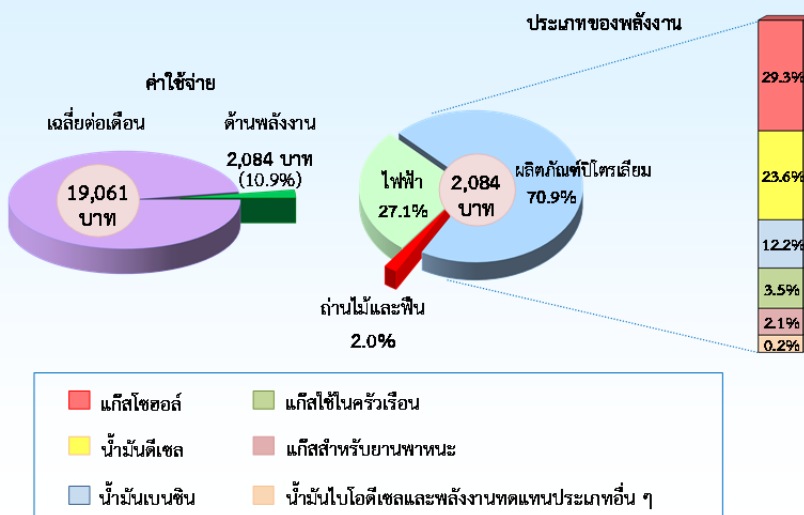 ประเภทของพลังงาน
ค่าใช้จ่าย
เฉลี่ยต่อเดือน
ด้านพลังงาน
2,084 บาท
(10.9%)
19,061
บาท
ไฟฟ้า
27.1%
2,084
บาท
ผลิตภัณฑ์ปิโตรเลียม
70.9%
ถ่านไม้และฟืน
2.0%
29.3%
23.6%
12.2%
3.5%
2.1%
0.2%
แก๊สโซฮอล์
แก๊สใช้ในครัวเรือน
น้ำมันดีเซล
แก๊สสำหรับยานพาหนะ
น้ำมันเบนซิน
น้ำมันไบโอดีเซลและพลังงานทดแทนประเภทอื่น ๆ